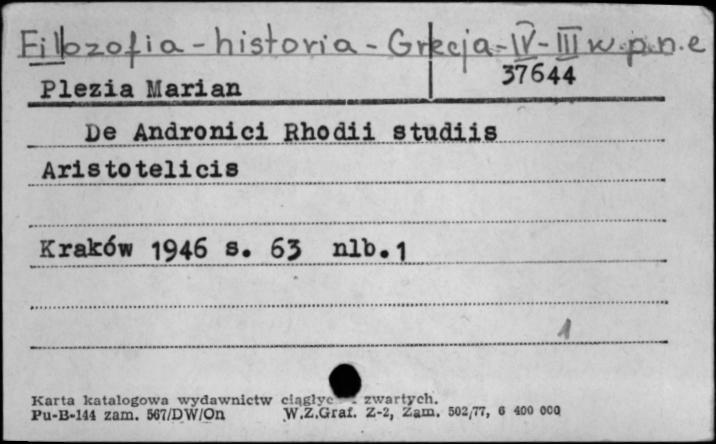 Filozofia - historia - Grecja - IV - III w. p.n.e
37644
Plezia Marian
De Andronici Rhodii studiis
Aristotelicis
Kraków 1946 s. 63 nlb.1
1
Karta katalogowa wydawnictw zwartych.
Pu-B-144 zam. 567/DW/On W.Z.Graf. Z-2, Zam. 502/77, 6 400 000